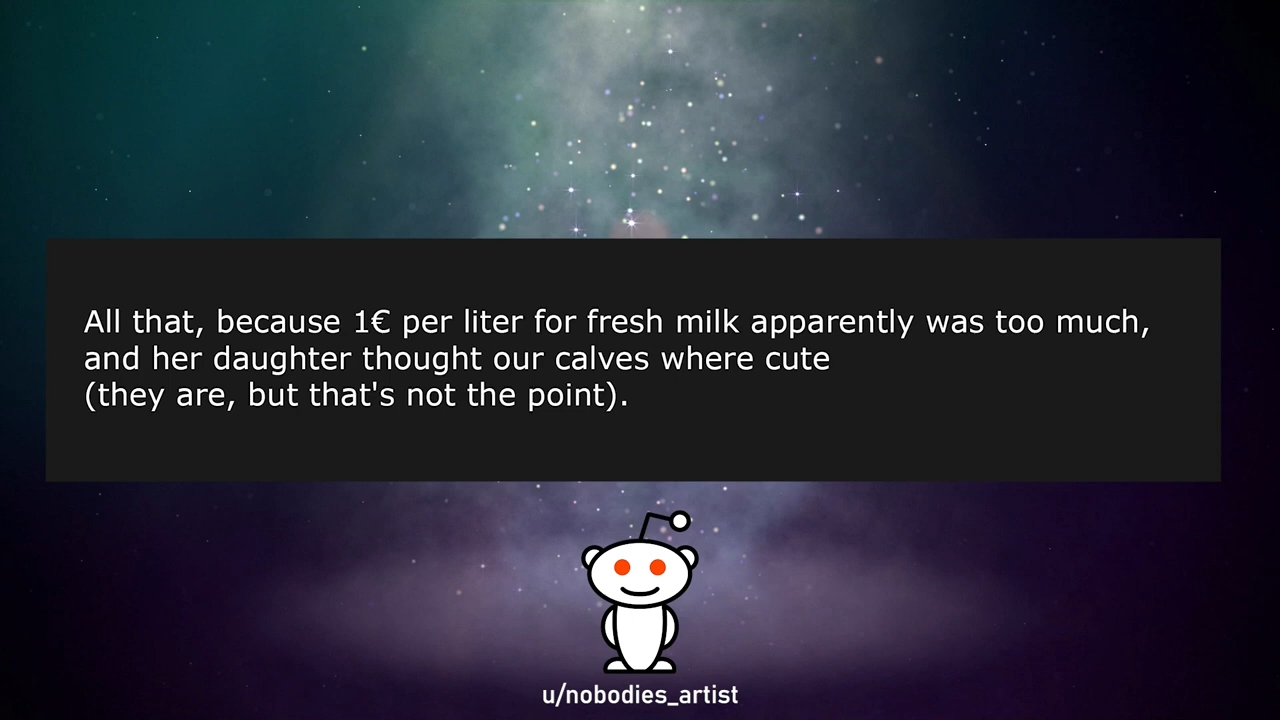 All that, because 1€ per liter for fresh milk apparently was too much,
and her daughter thought our calves where cute
(they are, but that's not the point).
u/nobodies_artist